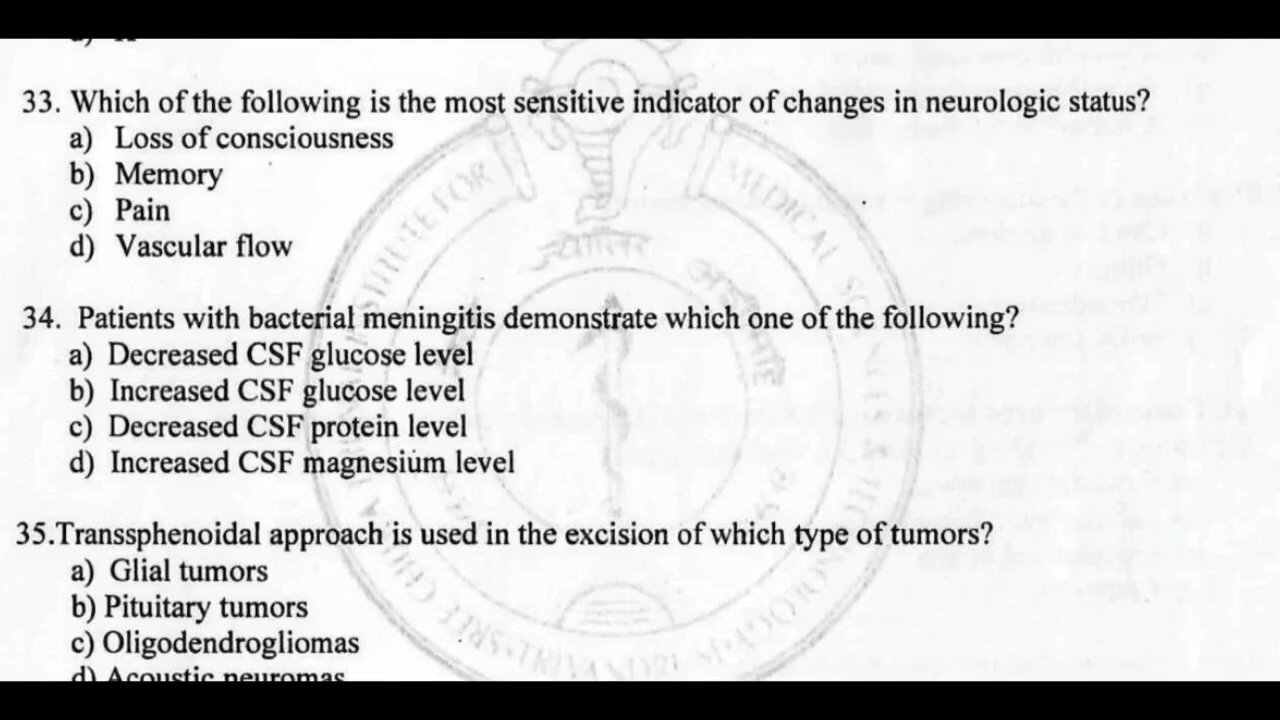 33. Which of the following is the most sensitive indicator of changes in neurologic status?
a) Loss of consciousness
b) Memory
c) Pain
d) Vascular flow
34. Patients with bacterial meningitis demonstrate which one of the following?
a) Decreased CSF glucose level
b) Increased CSF glucose level
c) Decreased CSF protein level
d) Increased CSF magnesium level
35.Transsphenoidal approach is used in the excision of which type of tumors?
a) Glial tumors
b) Pituitary tumors
c) Oligodendrogliomas
d) Acoustic neuromas